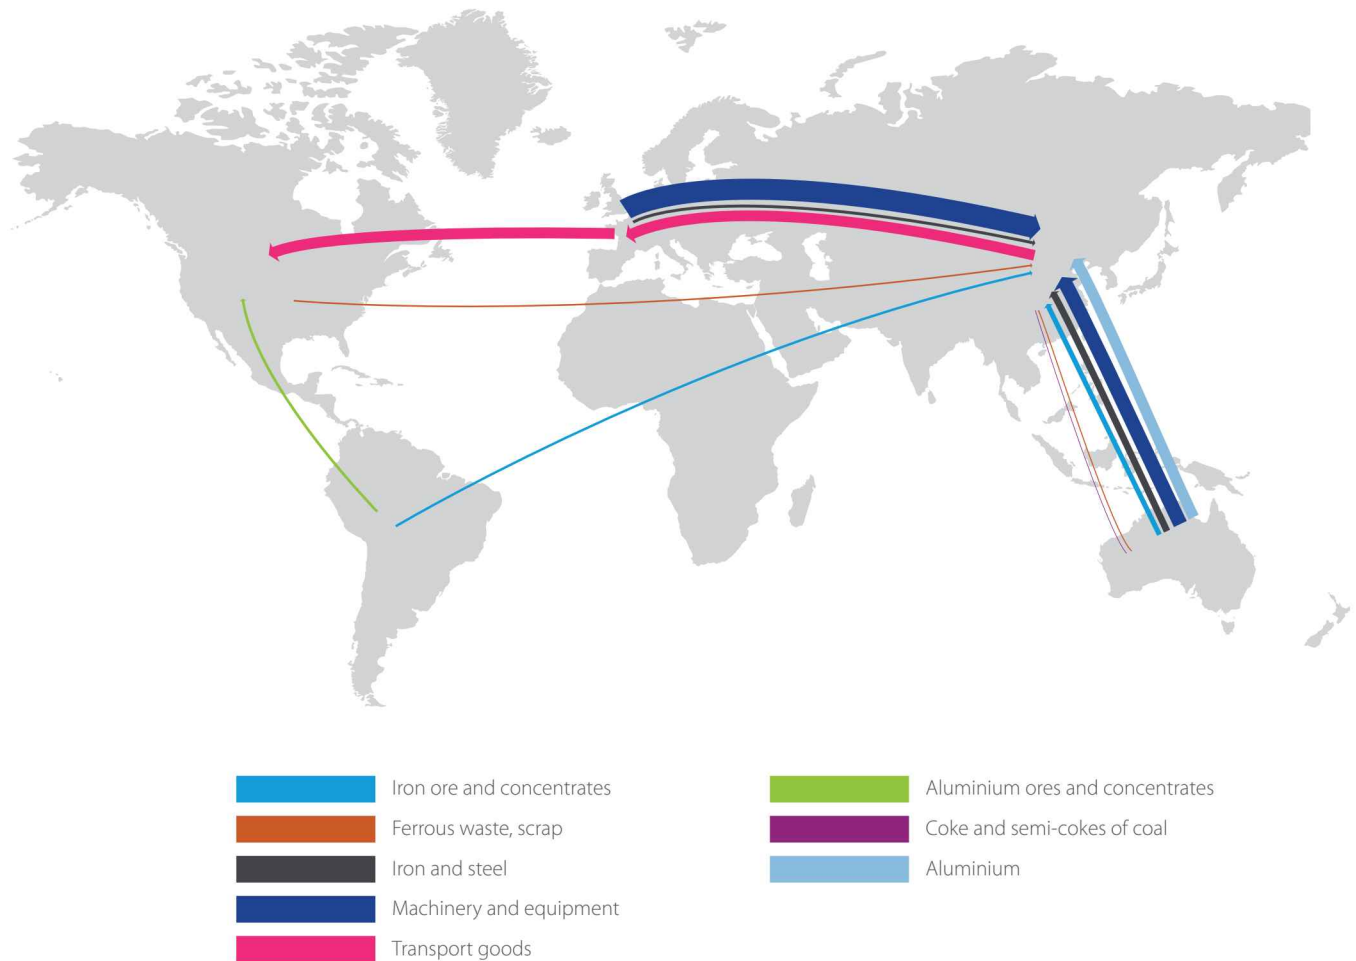 Iron ore and concentrates
Ferrous waste, scrap
Iron and steel
Machinery and equipment
Transport goods
Aluminium ores and concentrates
Coke and semi-cokes of coal
Aluminium